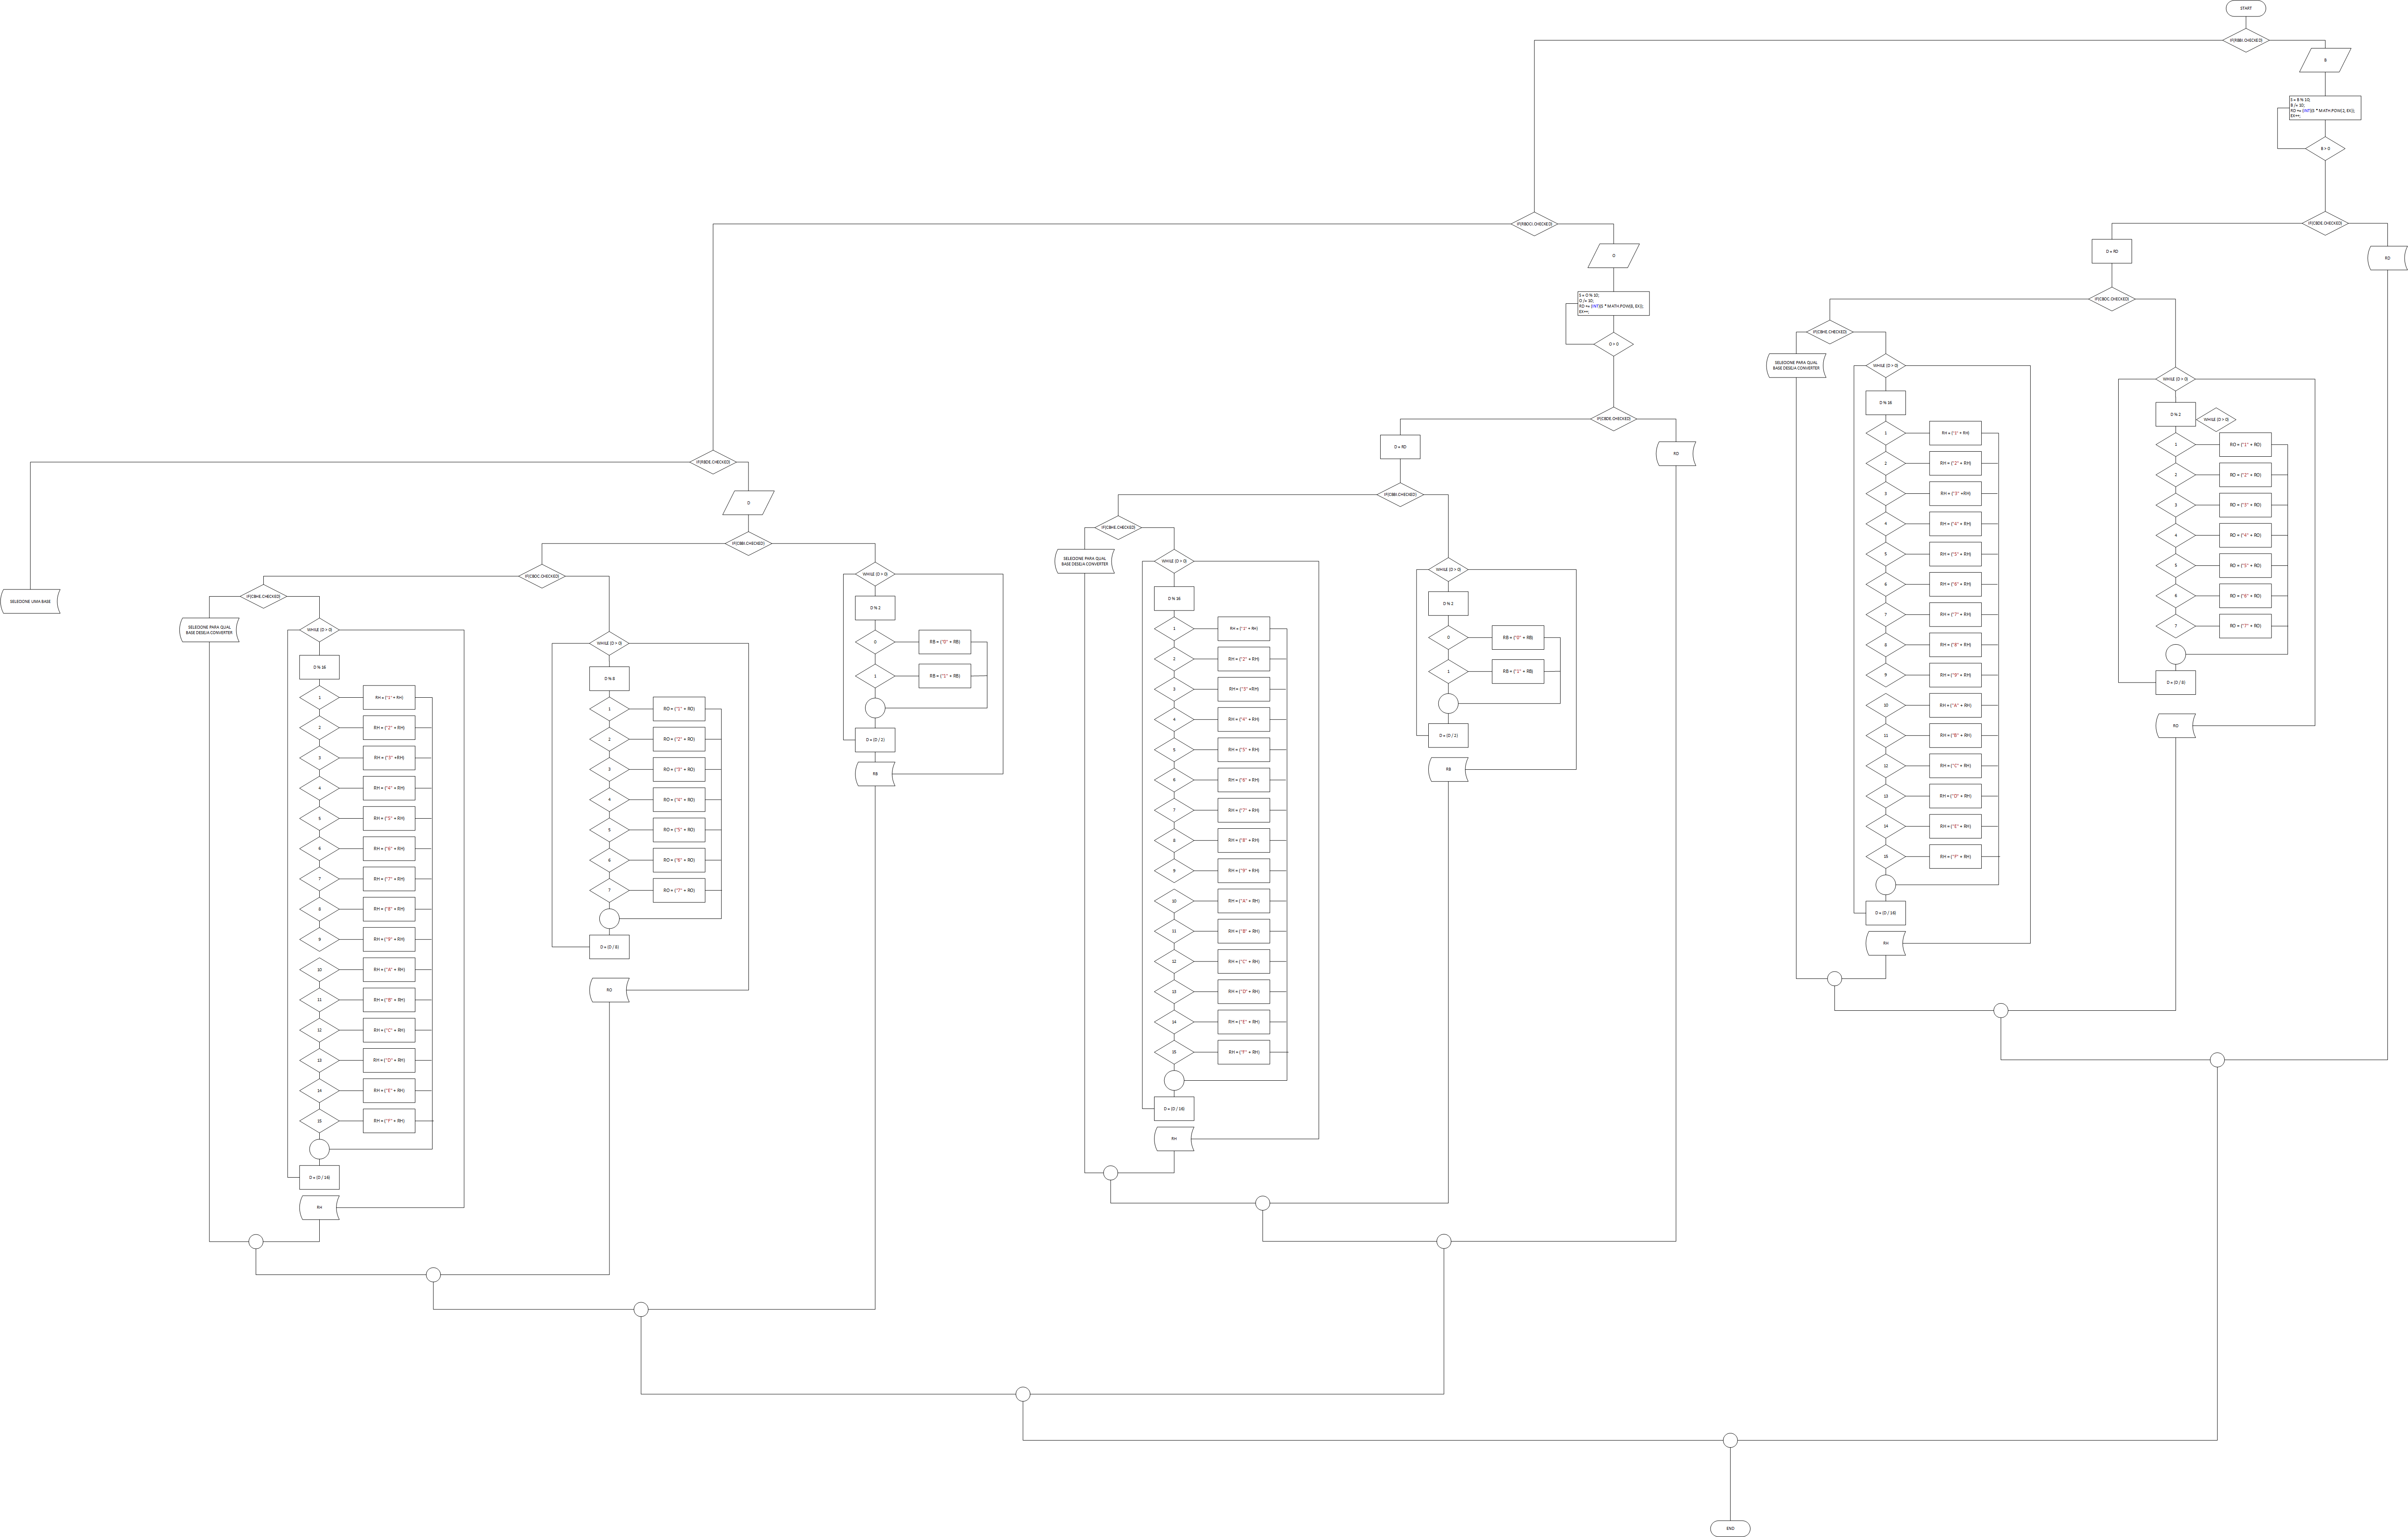 START
IF(RBBI.CHECKED)
B
S = B % 10;
B /= 10;
RD += (INT)(S * MATH.POW(2, EX));
EX++;
B > 0
IF(CBDE.CHECKED)
RD
D = RD
IF(CBOC.CHECKED)
IF(CBHE.CHECKED)
SELECIONE PARA QUAL
BASE DESEJA CONVERTER
WHILE (D > 0)
D % 16
1
RH = ("1" + RH)
2
RH = ("2" + RH)
3
RH = ("3" +RH)
4
RH = ("4" + RH)
5
RH = ("5" + RH)
6
RH = ("6" + RH)
7
RH = ("7" + RH)
8
RH = ("8" + RH)
9
RH = ("9" + RH)
10
RH = ("A" + RH)
11
RH = ("B" + RH)
12
RH = ("C" + RH)
13
RH = ("D" + RH)
14
RH = ("E" + RH)
15
RH = ("F" + RH)
D = (D / 16)
RH
WHILE (D > 0)
D % 2
WHILE (D > 0)
1
RO = ("1" + RO)
2
RO = ("2" + RO)
3
RO = ("3" + RO)
4
RO = ("4" + RO)
5
RO = ("5" + RO)
6
RO = ("6" + RO)
7
RO = ("7" + RO)
D = (D / 8)
RO
IF(RBOCI.CHECKED)
O
S = O % 10;
O /= 10;
RD += (INT)(S * MATH.POW(8, EX));
EX++;
O > 0
IF(CBDE.CHECKED)
RD
D = RD
IF(CBBI.CHECKED)
IF(CBHE.CHECKED)
SELECIONE PARA QUAL
BASE DESEJA CONVERTER
WHILE (D > 0)
D % 16
1
RH = ("1" + RH)
2
RH = ("2" + RH)
3
RH = ("3" +RH)
4
RH = ("4" + RH)
5
RH = ("5" + RH)
6
RH = ("6" + RH)
7
RH = ("7" + RH)
8
RH = ("8" + RH)
9
RH = ("9" + RH)
10
RH = ("A" + RH)
11
RH = ("B" + RH)
12
RH = ("C" + RH)
13
RH = ("D" + RH)
14
RH = ("E" + RH)
15
RH = ("F" + RH)
D = (D / 16)
RH
WHILE (D > 0)
D % 2
0
RB = ("0" + RB)
1
RB = ("1" + RB)
D = (D / 2)
RB
IF(RBDE.CHECKED)
SELECIONE UMA BASE
D
IF(CBBI.CHECKED)
IF(CBOC.CHECKED)
IF(CBHE.CHECKED)
SELECIONE PARA QUAL
BASE DESEJA CONVERTER
WHILE (D > 0)
D % 16
1
RH = ("1" + RH)
2
RH = ("2" + RH)
3
RH = ("3" +RH)
4
RH = ("4" + RH)
5
RH = ("5" + RH)
6
RH = ("6" + RH)
7
RH = ("7" + RH)
8
RH = ("8" + RH)
9
RH = ("9" + RH)
10
RH = ("A" + RH)
11
RH = ("B" + RH)
12
RH = ("C" + RH)
13
RH = ("D" + RH)
14
RH = ("E" + RH)
15
RH = ("F" + RH)
D = (D / 16)
RH
WHILE (D > 0)
D % 8
1
RO = ("1" + RO)
2
RO = ("2" + RO)
3
RO = ("3" + RO)
4
RO = ("4" + RO)
5
RO = ("5" + RO)
6
RO = ("6" + RO)
7
RO = ("7" + RO)
D = (D / 8)
RO
WHILE (D > 0)
D % 2
0
RB = ("0" + RB)
1
RB = ("1" + RB)
D = (D / 2)
RB
END